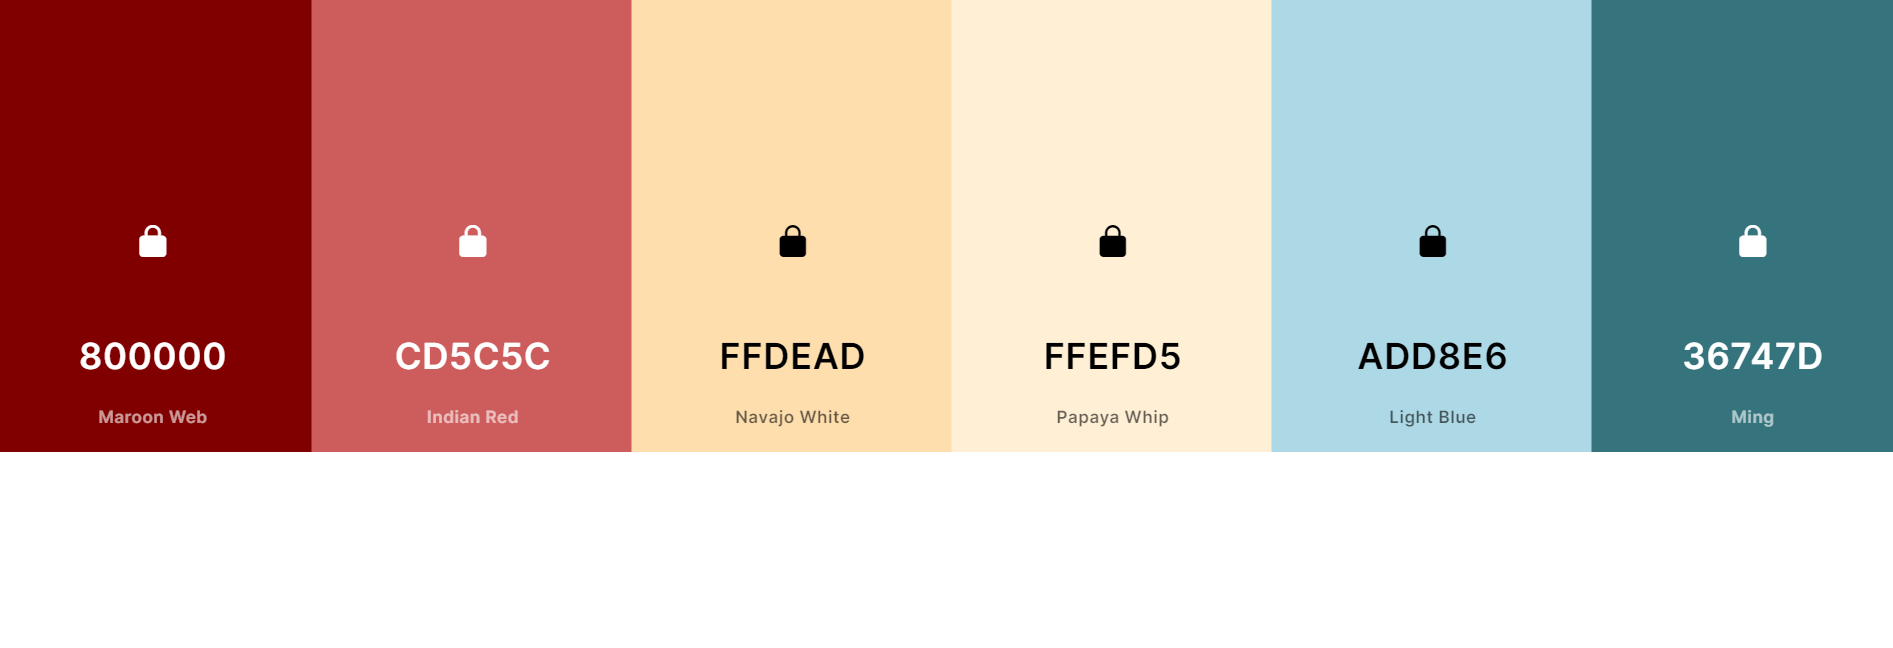 800000
Maroon Web
CD5C5C
Indian Red
FFDEAD
Navajo White
FFEFD5
Papaya Whip
ADD8E6
Light Blue
36747D
Ming